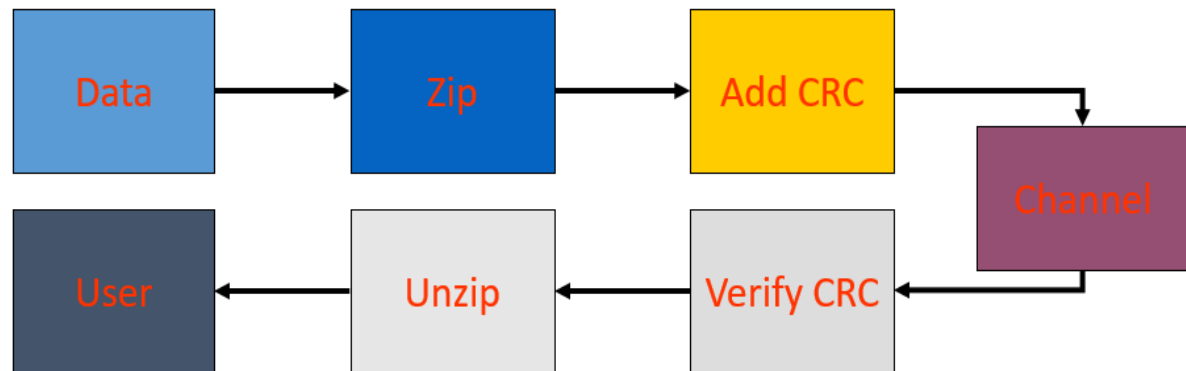 Data
Zip
Add CRC
Channel
User
Unzip
Verify CRC